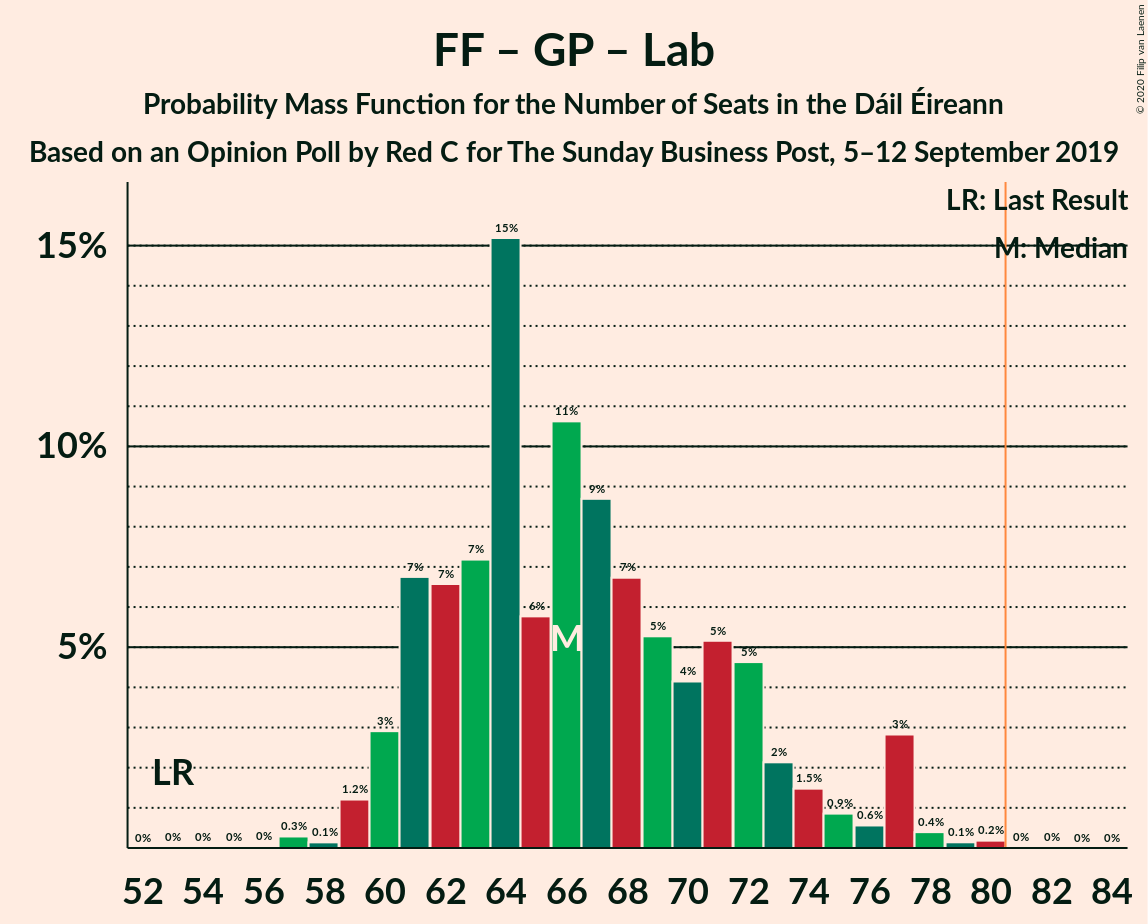 FF – GP – Lab
Probability Mass Function for the Number of Seats in the Dáil Éireann
Based on an Opinion Poll by Red C for The Sunday Business Post, 5–12 September 2019
© 2020 Filip van Laenen
LR: Last Result
M: Median
15%
10%
5%
LR
M
0% 0% 0% 0% 0% 0.3% 0.1% 1.2% 3% 7% 7% 7% 15% 6% 11% 9% 7% 5% 4% 5% 5% 2% 1.5% 0.9% 0.6% 3% 0.4% 0.1% 0.2% 0% 0% 0% 0%
52 54 56 58 60 62 64 66 68 70 72 74 76 78 80 82 84